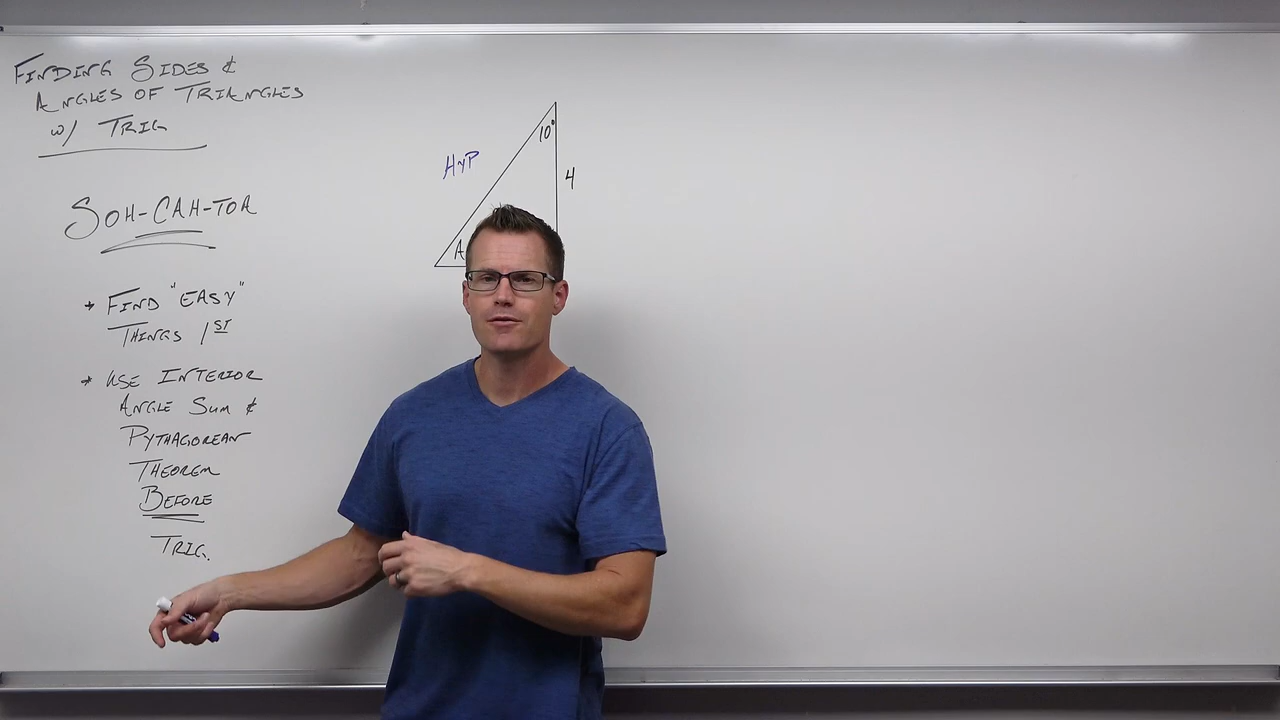 FINDING SIDES &
ANGLES OF TRIANGLES
W/ TRIG
SOH-CAH-TOA
* FIND "EASY"
THINGS 1ST
* USE INTERIOR
ANGLE SUM &
PYTHAGOREAN
THEOREM
BEFORE
TRIG.
10°
HYP
4
A